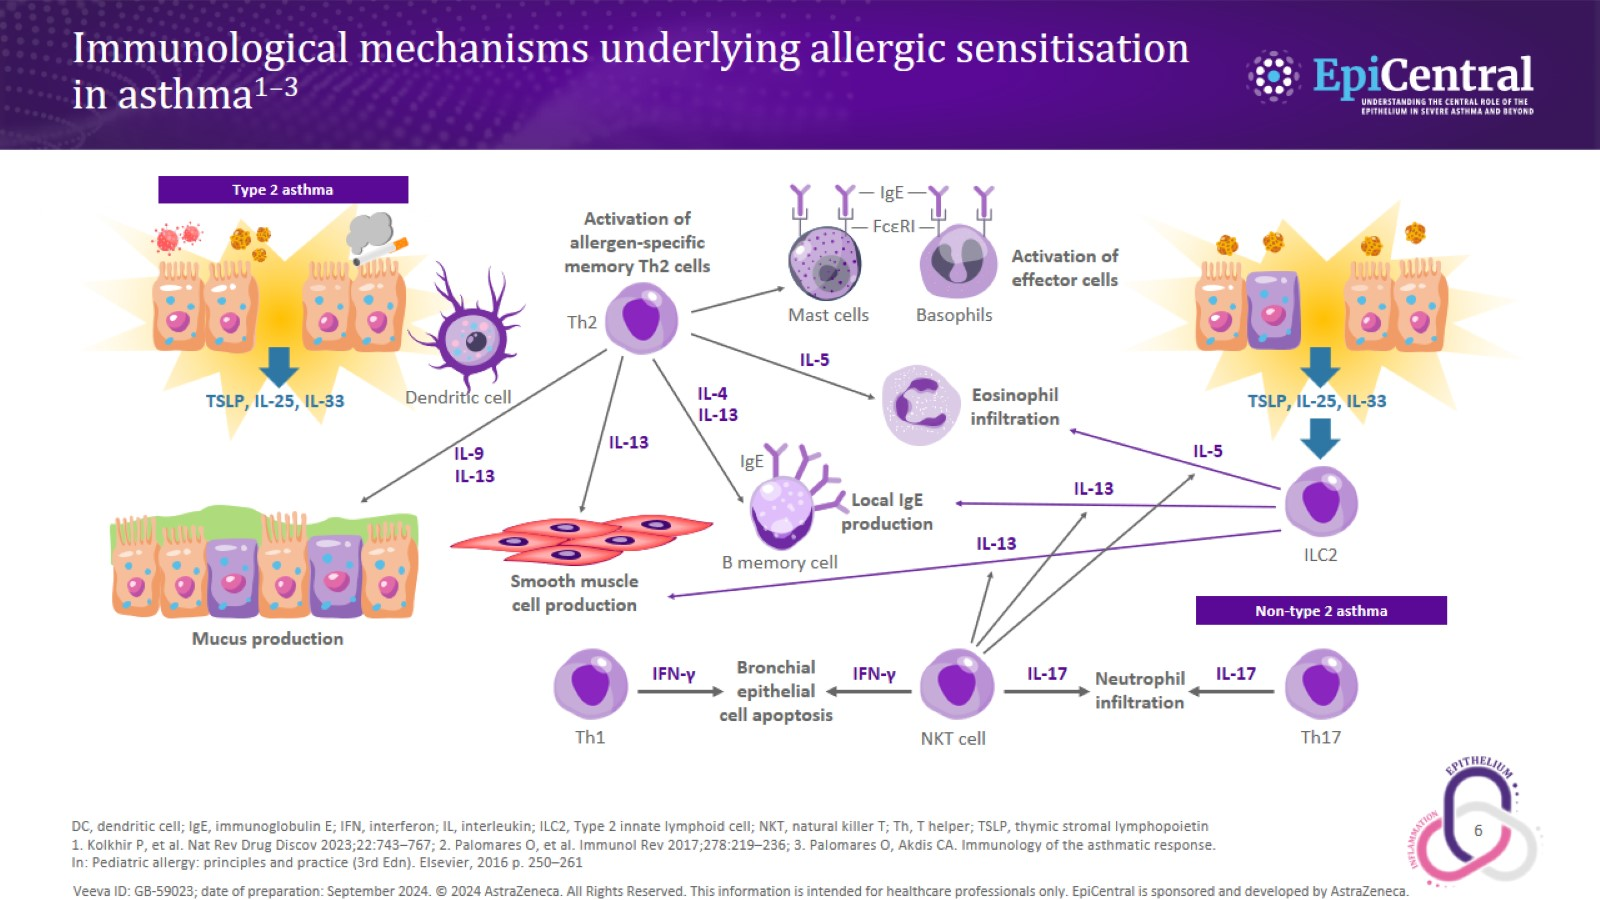 Immunological mechanisms underlying allergic sensitisation
in asthma1–3
EpiCentral
UNDERSTANDING THE CENTRAL ROLE OF THE
EPITHELIUM IN SEVERE ASTHMA AND BEYOND
Type 2 asthma
TSLP, IL-25, IL-33
Dendritic cell
Activation of
allergen-specific
memory Th2 cells
Th2
IgE
FcεRI
Mast cells
Basophils
Activation of
effector cells
IL-5
Eosinophil
infiltration
IL-4
IL-13
IL-13
IL-9
IL-13
IgE
Local IgE
production
B memory cell
Smooth muscle
cell production
Mucus production
TSLP, IL-25, IL-33
IL-5
IL-13
IL-13
ILC2
Non-type 2 asthma
Th1
IFN-γ
Bronchial
epithelial
cell apoptosis
IFN-γ
NKT cell
IL-17
Neutrophil
infiltration
IL-17
Th17
EPITHELIUM
INFLAMMATION
6
DC, dendritic cell; IgE, immunoglobulin E; IFN, interferon; IL, interleukin; ILC2, Type 2 innate lymphoid cell; NKT, natural killer T; Th, T helper; TSLP, thymic stromal lymphopoietin
1. Kolkhir P, et al. Nat Rev Drug Discov 2023;22:743–767; 2. Palomares O, et al. Immunol Rev 2017;278:219–236; 3. Palomares O, Akdis CA. Immunology of the asthmatic response.
In: Pediatric allergy: principles and practice (3rd Edn). Elsevier, 2016 p. 250–261
Veeva ID: GB-59023; date of preparation: September 2024. © 2024 AstraZeneca. All Rights Reserved. This information is intended for healthcare professionals only. EpiCentral is sponsored and developed by AstraZeneca.